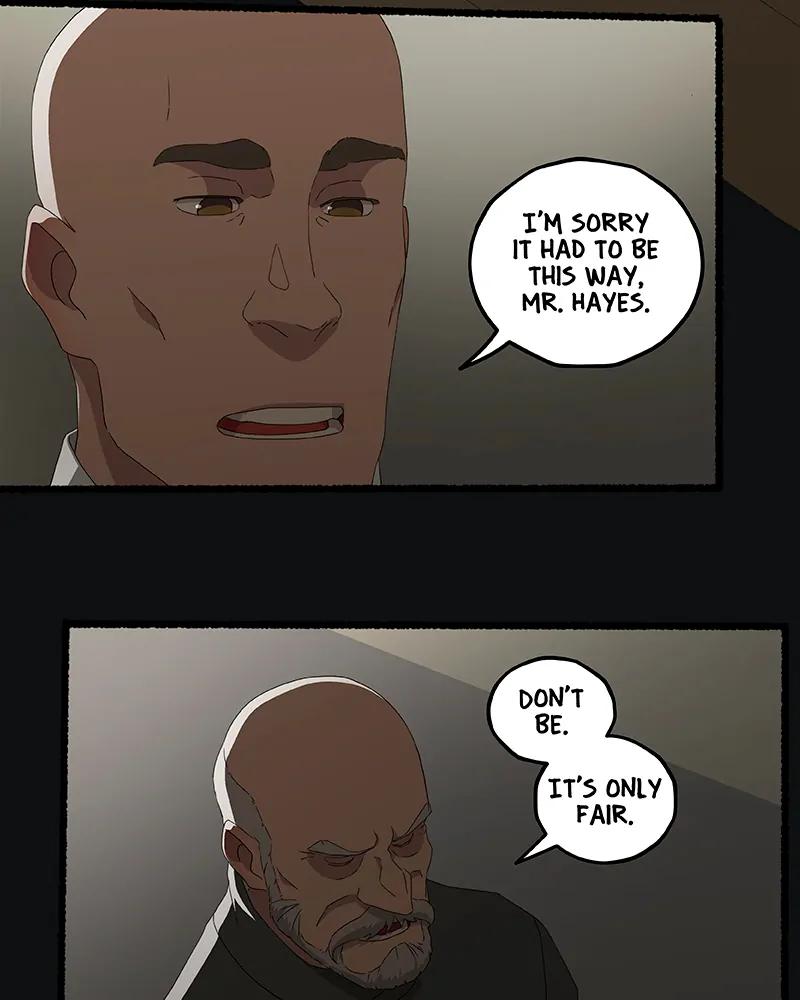 I'M SORRY
IT HAD TO BE
THIS WAY,
MR. HAYES.
DON'T
BE.
IT'S ONLY
FAIR.